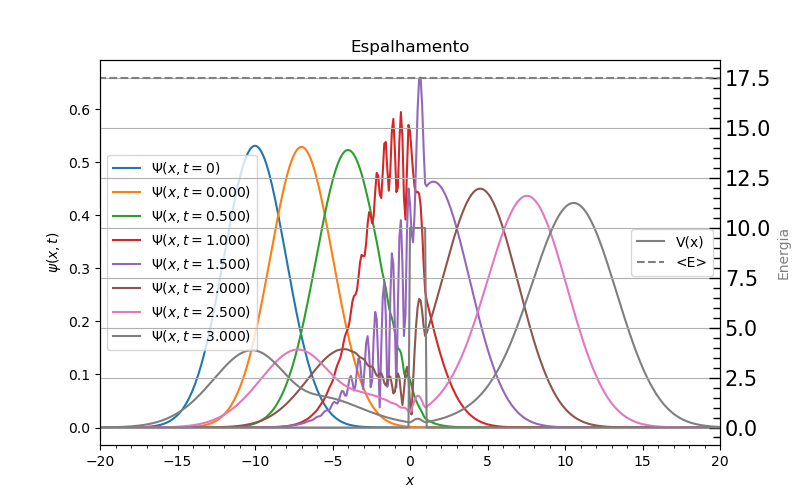 Espalhamento
0.6
0.5
0.4
0.3
0.2
0.1
0.0
ψ(x, t)
Ψ(x, t = 0)
Ψ(x, t = 0.000)
Ψ(x, t = 0.500)
Ψ(x, t = 1.000)
Ψ(x, t = 1.500)
Ψ(x, t = 2.000)
Ψ(x, t = 2.500)
Ψ(x, t = 3.000)
V(x)
<E>
17.5
15.0
12.5
10.0
7.5
5.0
2.5
0.0
Energia
−20 −15 −10 −5 0 5 10 15 20
x